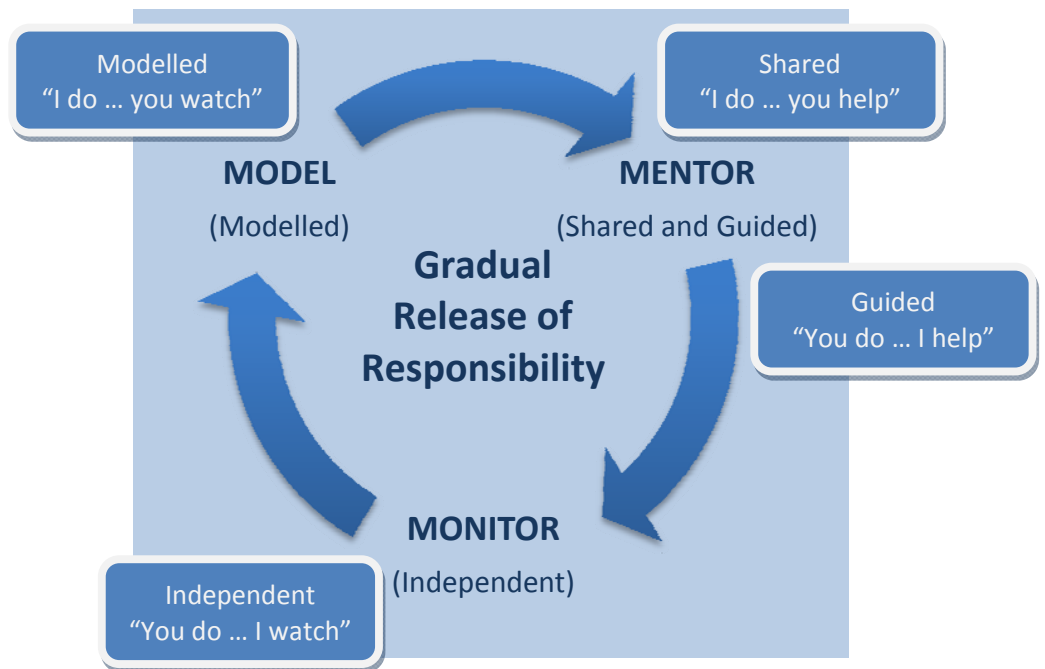 Modelled
“I do … you watch”
Shared
“I do … you help”
MODEL
(Modelled)
MENTOR
(Shared and Guided)
Gradual
Release of
Responsibility
Guided
“You do … I help”
MONITOR
(Independent)
Independent
“You do … I watch”